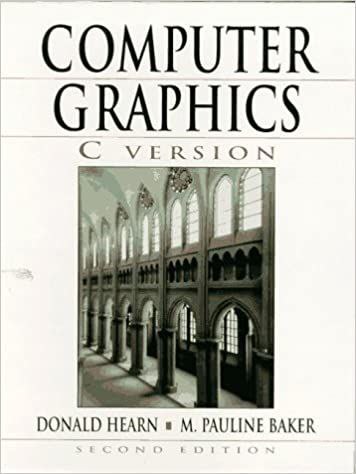 COMPUTER
GRAPHICS
C VERSION
DONALD HEARN ■ M. PAULINE BAKER
SECOND EDITION